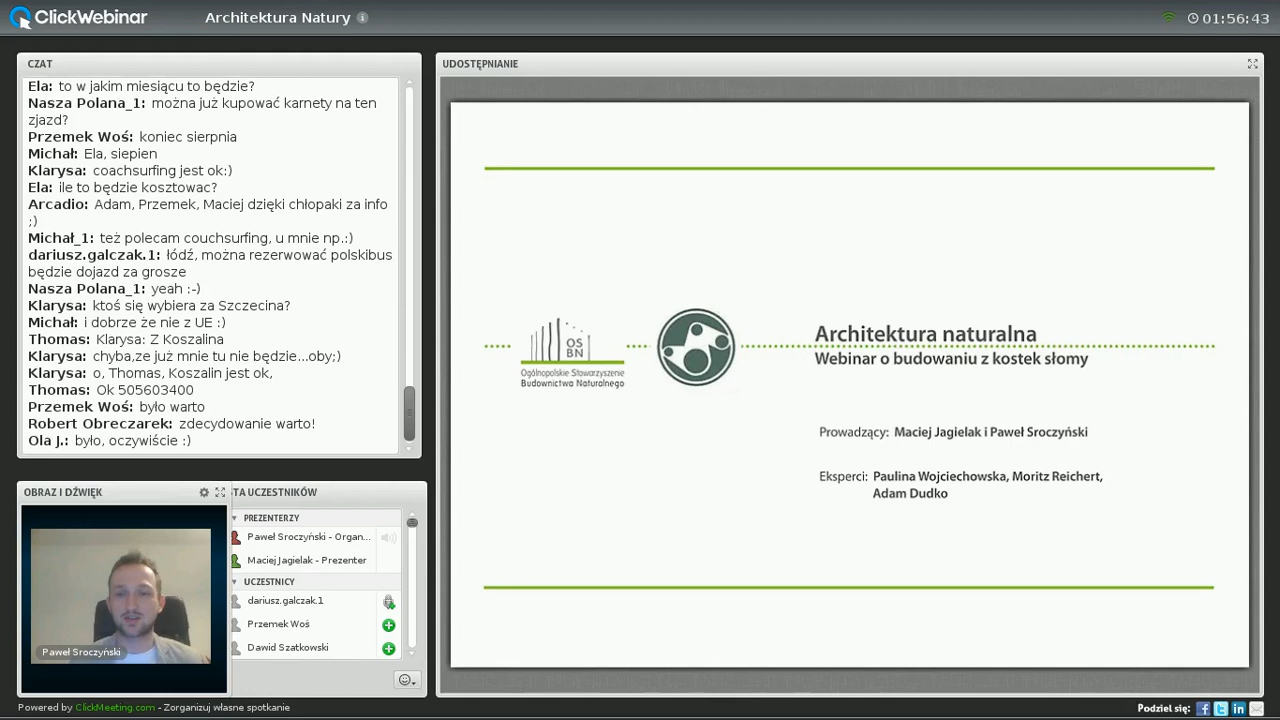 ClickWebinar
Architektura Natury
01:56:43
CZAT
Ela: to w jakim miesiącu to będzie?
Nasza Polana_1: można już kupować karnety na ten
zjazd?
Przemek Woś: koniec sierpnia
Michał: Ela, siepien
Klarysa: coachsurfing jest ok:)
Ela: ile to będzie kosztowac?
Arcadio: Adam, Przemek, Maciej dzięki chłopaki za info
;)
Michał_1: też polecam couchsurfing, u mnie np.:)
dariusz.galczak.1: łódź, można rezerwować polskibus
będzie dojazd za grosze
Nasza Polana_1: yeah :-)
Klarysa: ktoś się wybiera za Szczecina?
Michał: i dobrze że nie z UE :)
Thomas: Klarysa: Z Koszalina
Klarysa: chyba,ze już mnie tu nie będzie...oby;)
Klarysa: o, Thomas, Koszalin jest ok,
Thomas: Ok 505603400
Przemek Woś: było warto
Robert Obreczarek: zdecydowanie warto!
Ola J.: było, oczywiście :)
OBRAZ I DŹWIĘK
Paweł Sroczyński
TA UCZESTNIKÓW
PREZENTERZY
Paweł Sroczyński - Organ...
Maciej Jagielak - Prezenter
UCZESTNICY
dariusz.galczak.1
Przemek Woś
Dawid Szatkowski
UDOSTĘPNIANIE
OS
BN
Ogólnopolskie Stowarzyszenie
Budownictwa Naturalnego
Architektura naturalna
Webinar o budowaniu z kostek słomy
Prowadzący: Maciej Jagielak i Paweł Sroczyński
Eksperci: Paulina Wojciechowska, Moritz Reichert,
Adam Dudko
Powered by ClickMeeting.com - Zorganizuj własne spotkanie
Podziel się: